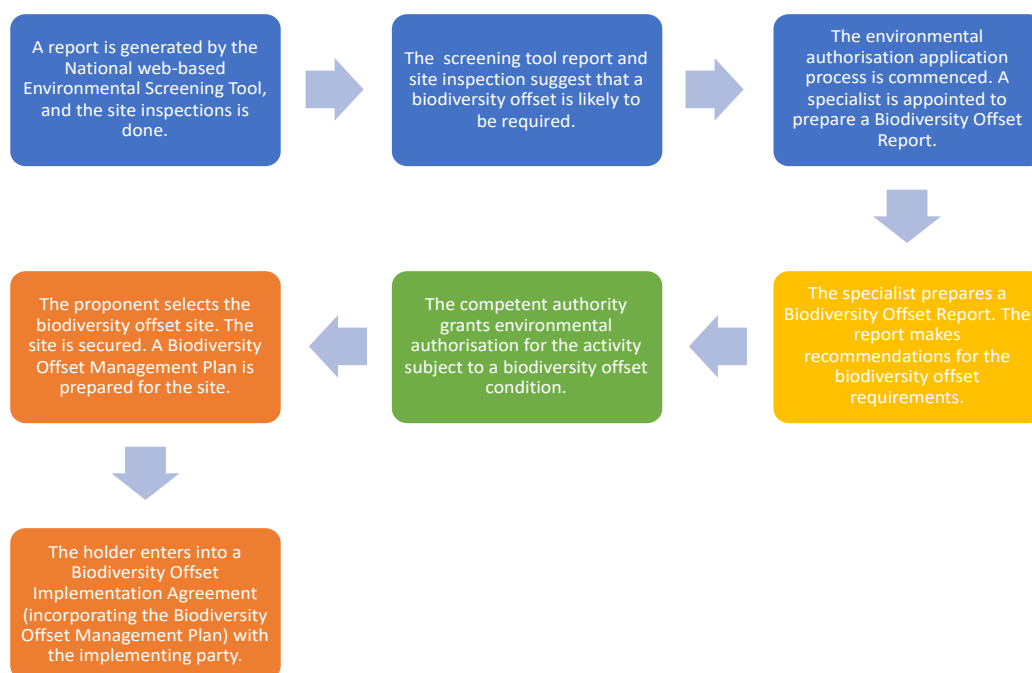 A report is generated by the
National web-based
Environmental Screening Tool,
and the site inspections is
done.
The  screening tool report and
site inspection suggest that a
biodiversity offset is likely to
be required.
The environmental
authorisation application
process is commenced. A
specialist is appointed to
prepare a Biodiversity Offset
Report.
The specialist prepares a
Biodiversity Offset Report. The
report makes
recommendations for the
biodiversity offset
requirements.
The competent authority
grants environmental
authorisation for the activity
subject to a biodiversity offset
condition.
The proponent selects the
biodiversity offset site. The
site is secured. A Biodiversity
Offset Management Plan is
prepared for the site.
The holder enters into a
Biodiversity Offset
Implementation Agreement
(incorporating the Biodiversity
Offset Management Plan) with
the implementing party.